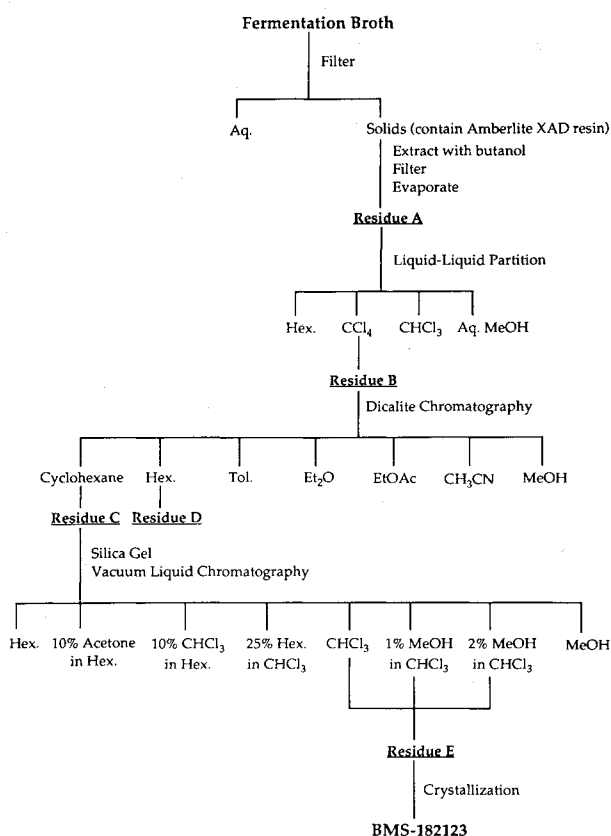 Fermentation Broth
Filter
Aq.
Solids (contain Amberlite XAD resin)
Extract with butanol
Filter
Evaporate
Residue A
Liquid-Liquid Partition
Hex.
CCl4
CHCl3
Aq. MeOH
Residue B
Dicalite Chromatography
Cyclohexane
Hex.
Tol.
Et2O
EtOAc
CH3CN
MeOH
Residue C
Residue D
Silica Gel
Vacuum Liquid Chromatography
Hex.
10% Acetone
in Hex.
10% CHCl3
in Hex.
25% Hex.
in CHCl3
CHCl3
1% MeOH
in CHCl3
2% MeOH
in CHCl3
MeOH
Residue E
Crystallization
BMS-182123